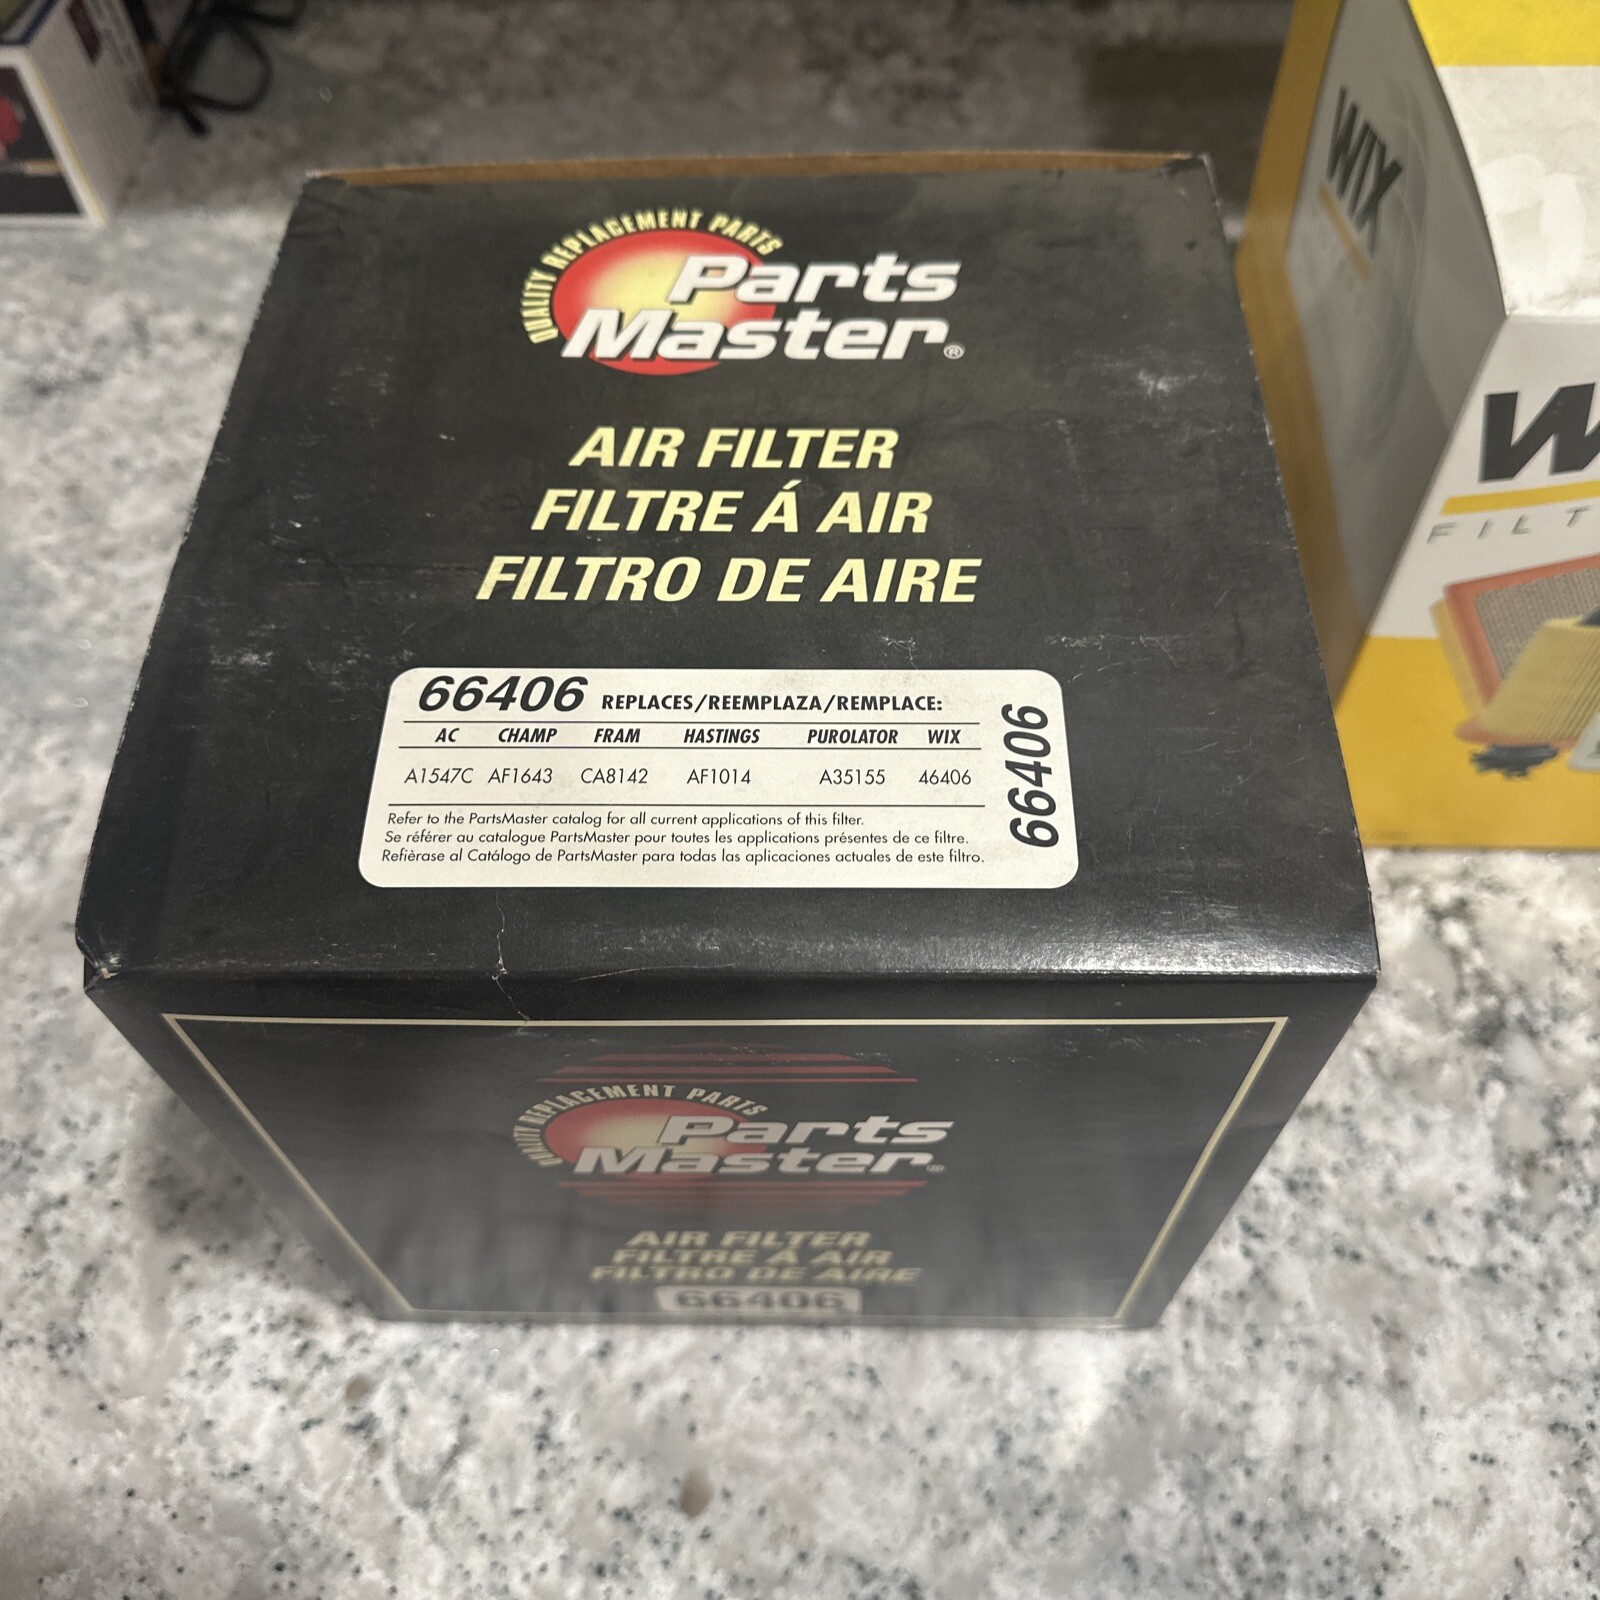 QUALITY REPLACEMENT PARTS
Parts
Master®
AIR FILTER
FILTRE Á AIR
FILTRO DE AIRE
66406 REPLACES/REEMPLAZA/REMPLACE:
AC CHAMP FRAM HASTINGS PUROLATOR WIX
A1547C AF1643 CA8142 AF1014 A35155 46406
Refer to the PartsMaster catalog for all current applications of this filter.
Se référer au catalogue PartsMaster pour toutes les applications présentes de ce filtre.
Refièrase al Catálogo de PartsMaster para todas las aplicaciones actuales de este filtro.
66406
QUALITY REPLACEMENT PARTS
Parts
Master®
AIR FILTER
FILTRE Á AIR
FILTRO DE AIRE
66406
WIX